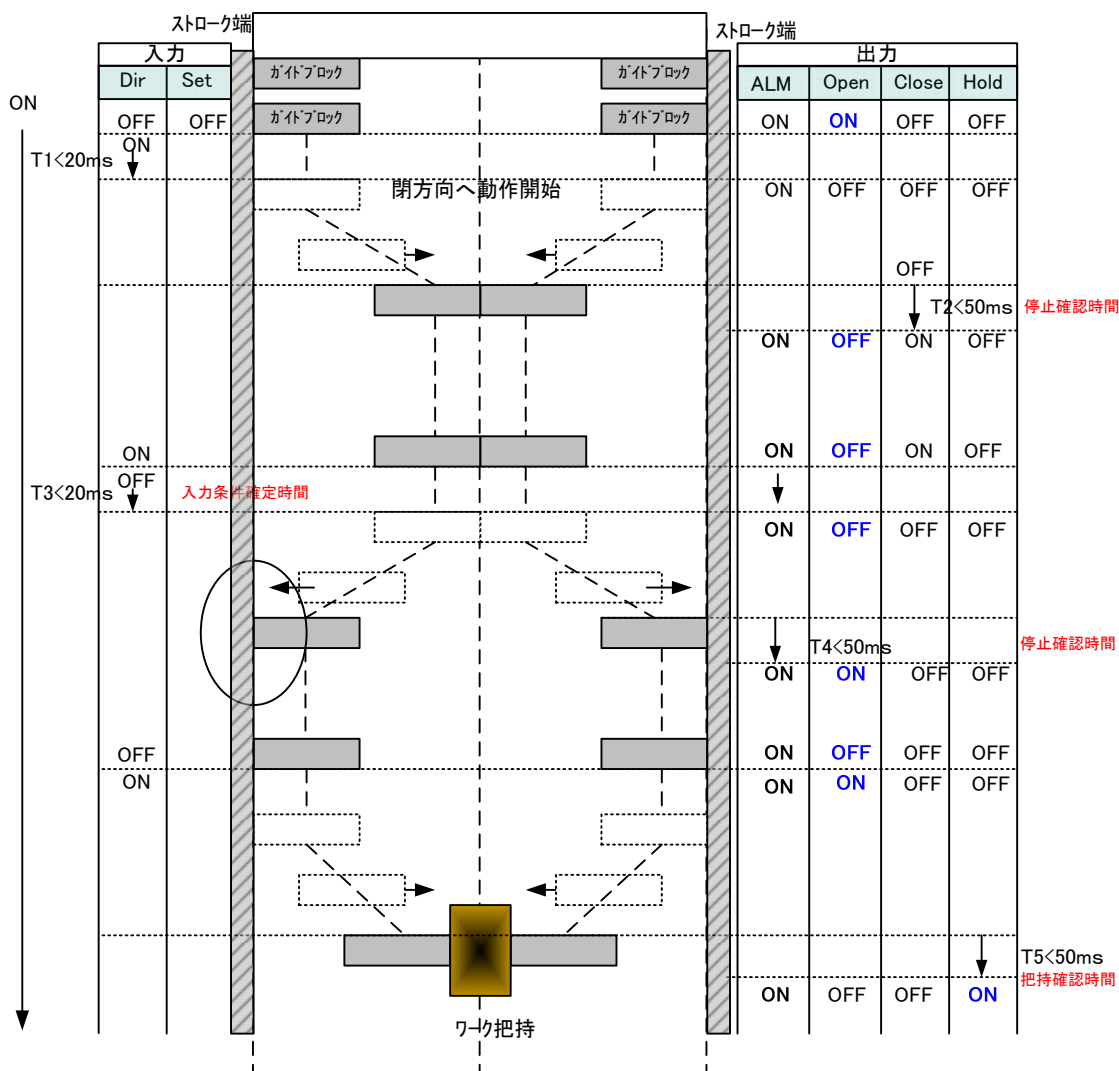 ストローク端
ストローク端
入力
出力
Dir Set
ALM Open Close Hold
ｶﾞｲﾄﾞﾌﾞﾛｯｸ ｶﾞｲﾄﾞﾌﾞﾛｯｸ
ON
OFF OFF ｶﾞｲﾄﾞﾌﾞﾛｯｸ ｶﾞｲﾄﾞﾌﾞﾛｯｸ ON ON OFF OFF
ON
T1<20ms
閉方向へ動作開始
ON OFF OFF OFF
OFF
T2<50ms 停止確認時間
ON OFF ON OFF
ON ON OFF ON OFF
OFF
T3<20ms 入力条件確定時間
ON OFF OFF OFF
T4<50ms 停止確認時間
ON ON OFF OFF
OFF ON OFF OFF OFF
ON ON ON OFF OFF
T5<50ms
把持確認時間
ON OFF OFF ON
ﾜｰｸ把持